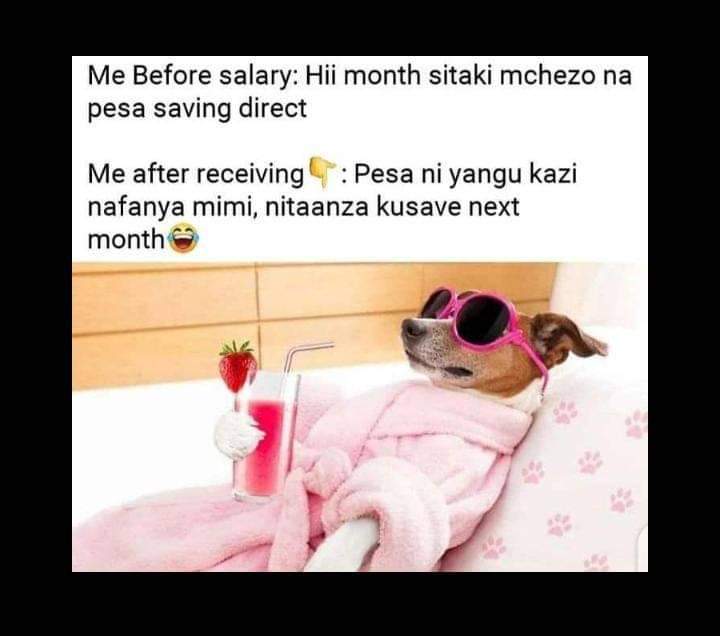 Me Before salary: Hii month sitaki mchezo na
pesa saving direct
Me after receiving👇: Pesa ni yangu kazi
nafanya mimi, nitaanza kusave next
month😂